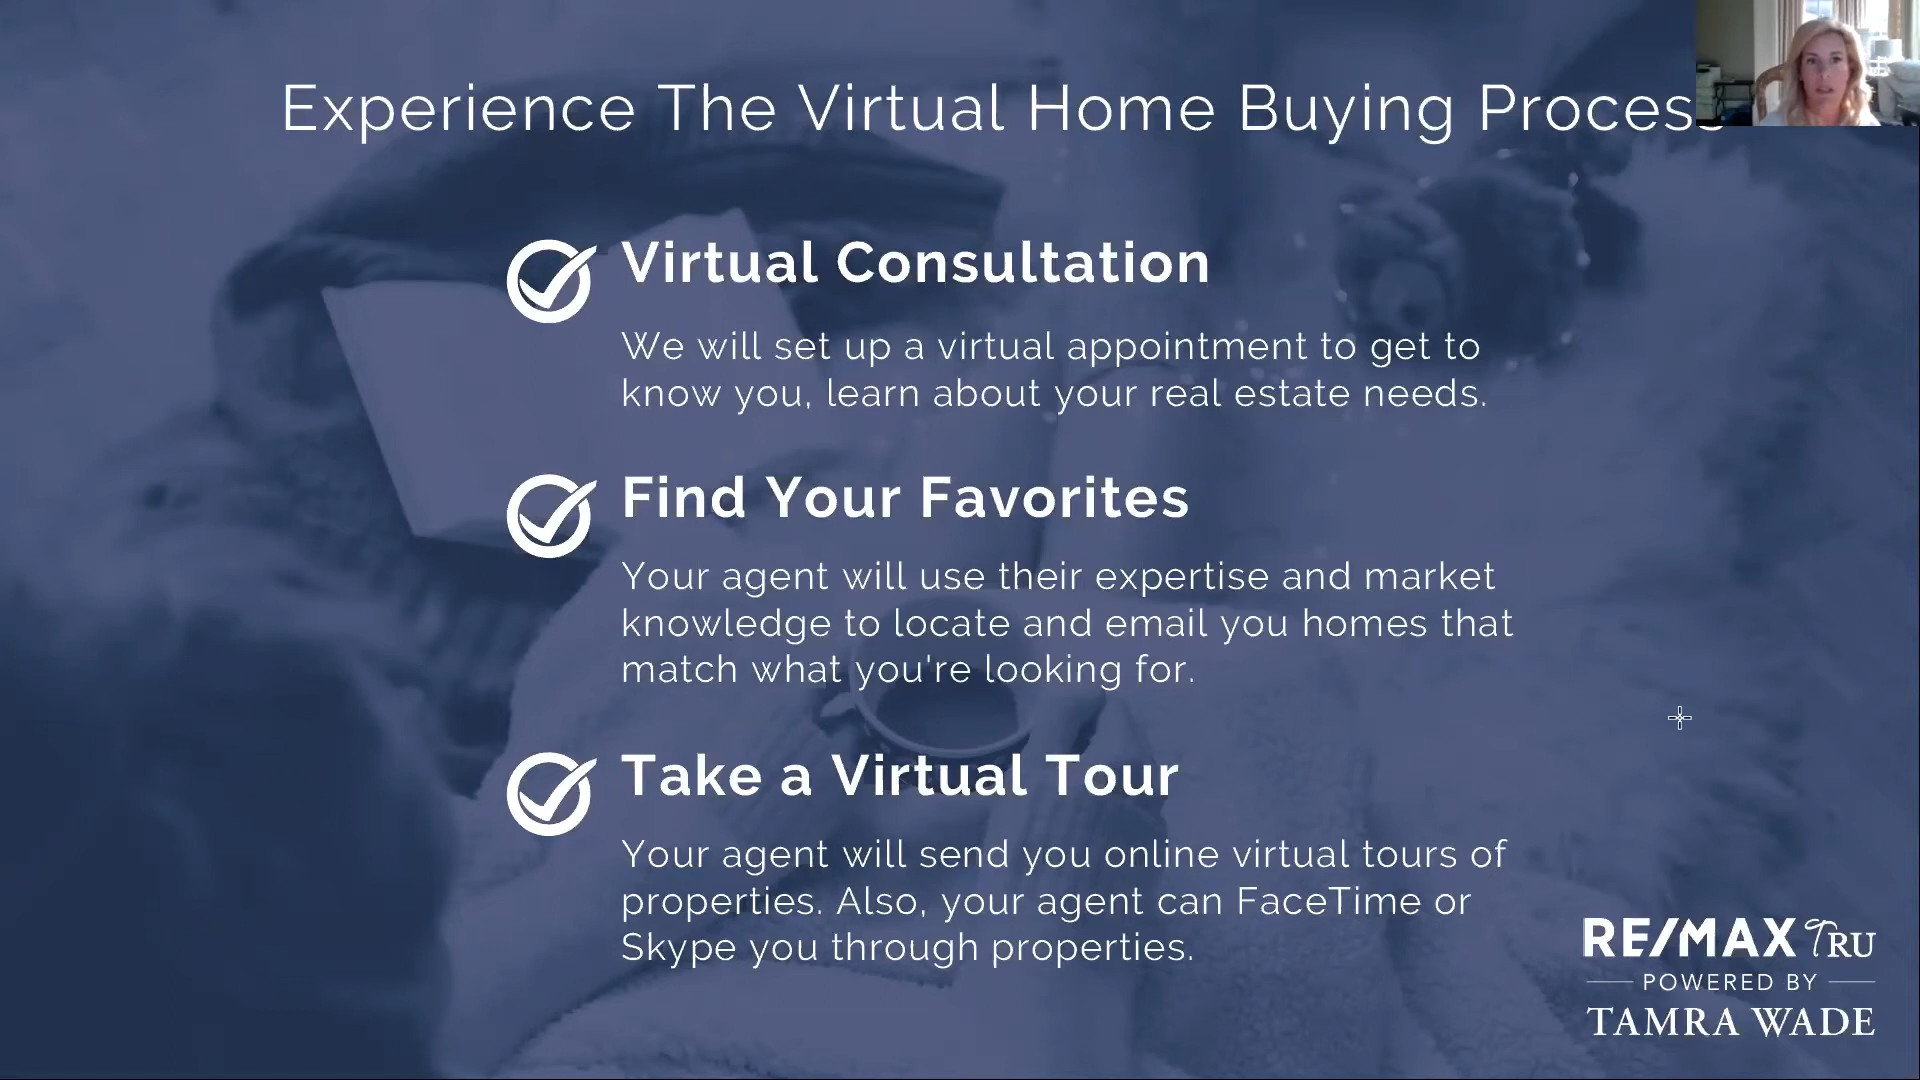 Experience The Virtual Home Buying Process
Virtual Consultation
We will set up a virtual appointment to get to
know you, learn about your real estate needs.
Find Your Favorites
Your agent will use their expertise and market
knowledge to locate and email you homes that
match what you're looking for.
Take a Virtual Tour
Your agent will send you online virtual tours of
properties. Also, your agent can FaceTime or
Skype you through properties.
RE/MAX TRU
POWERED BY
TAMRA WADE